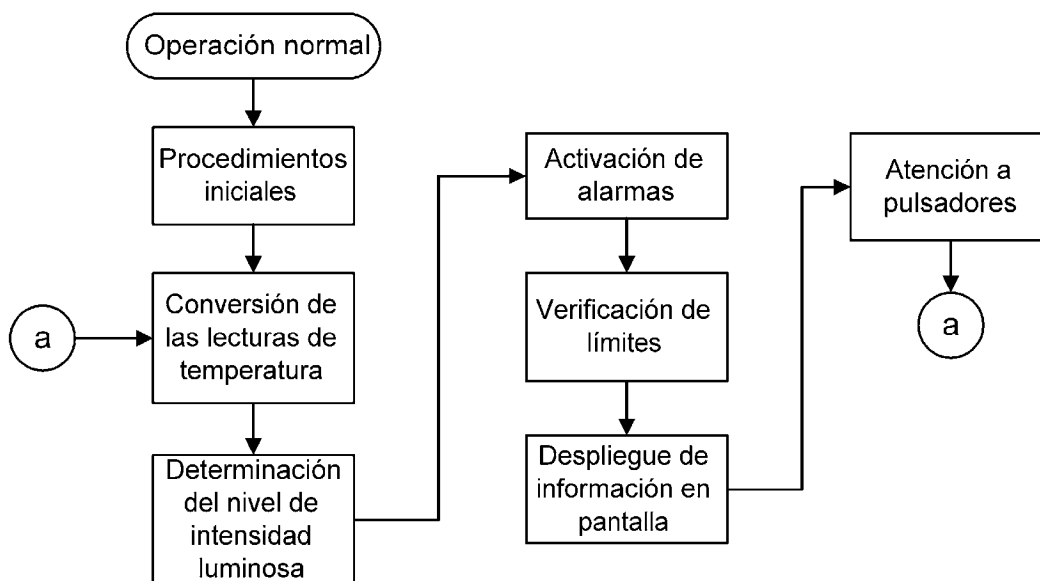 Operación normal
Procedimientos
iniciales
a
Conversión de
las lecturas de
temperatura
Determinación
del nivel de
intensidad
luminosa
Activación de
alarmas
Verificación de
límites
Despliegue de
información en
pantalla
Atención a
pulsadores
a